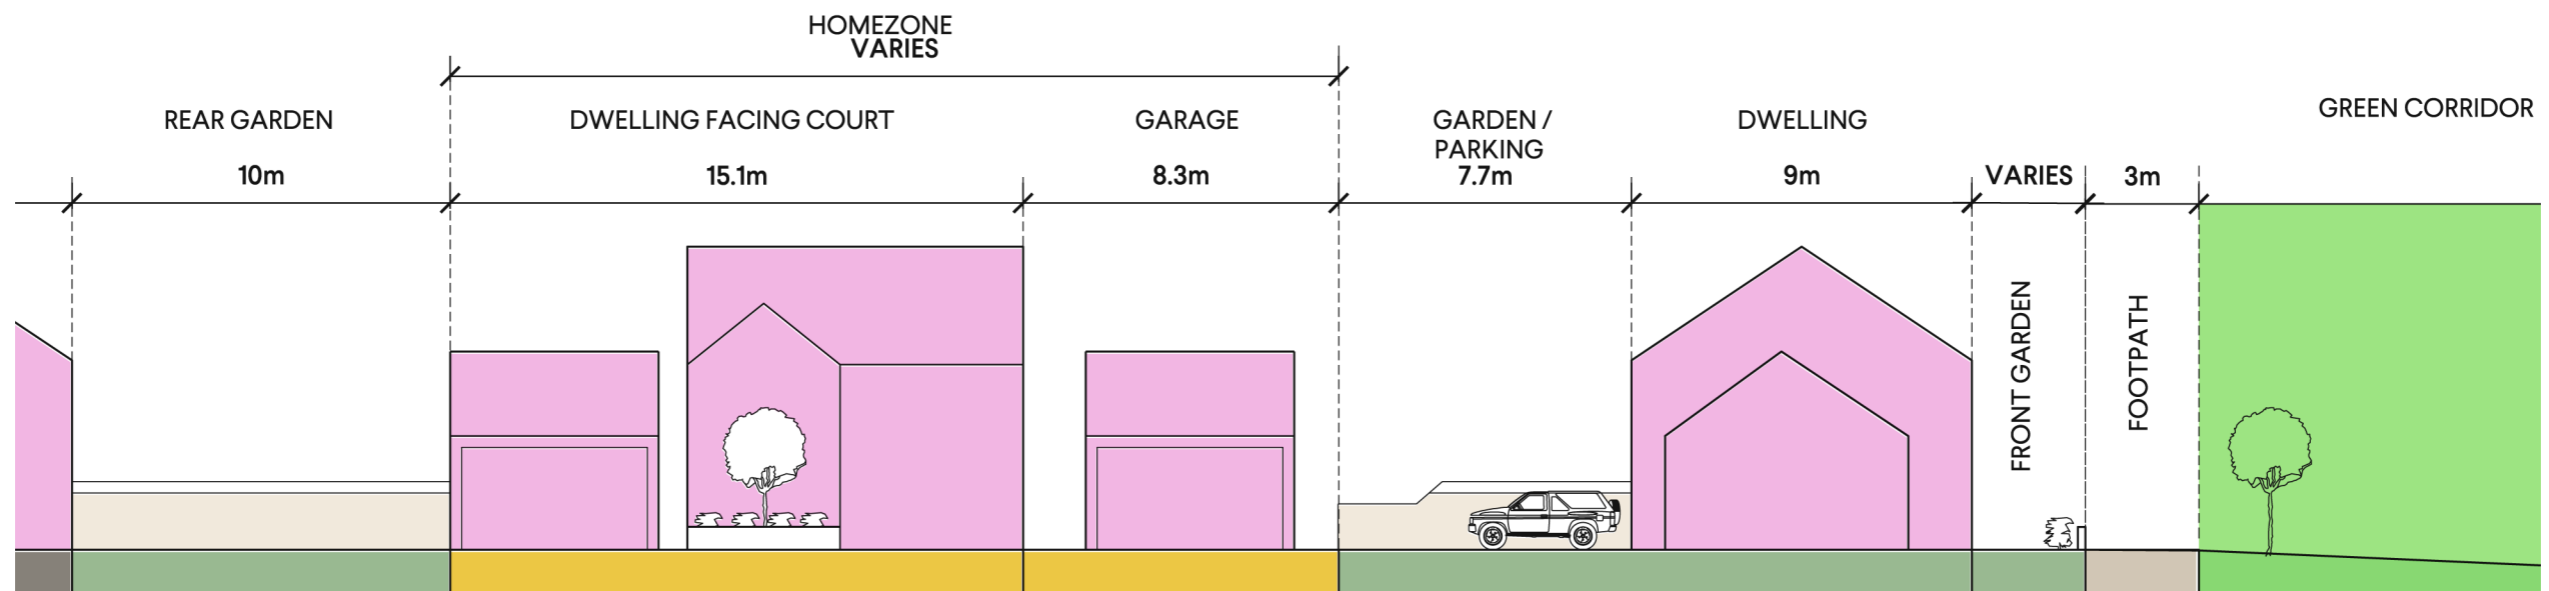 HOMEZONE
VARIES
REAR GARDEN
10m
DWELLING FACING COURT
15.1m
GARAGE
8.3m
GARDEN /
PARKING
7.7m
DWELLING
9m
VARIES
FRONT GARDEN
3m
FOOTPATH
GREEN CORRIDOR